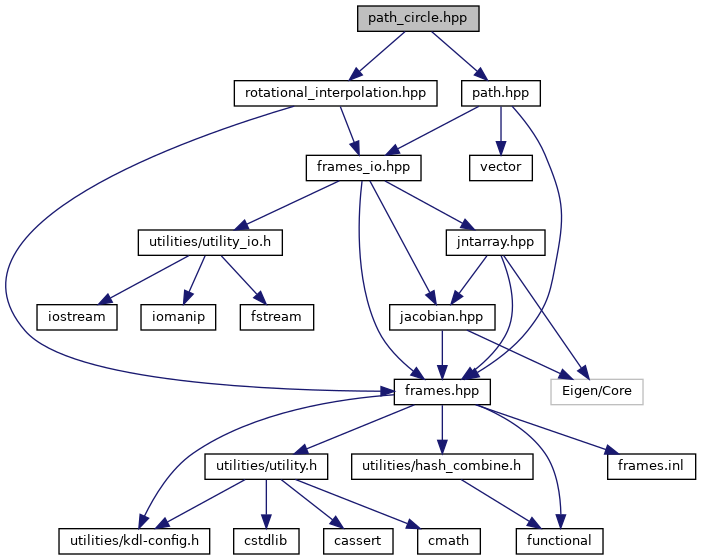 path_circle.hpp
rotational_interpolation.hpp
path.hpp
frames_io.hpp
vector
utilities/utility_io.h
jntarray.hpp
iostream
iomanip
fstream
jacobian.hpp
frames.hpp
Eigen/Core
utilities/utility.h
utilities/hash_combine.h
frames.inl
utilities/kdl-config.h
cstdlib
cassert
cmath
functional